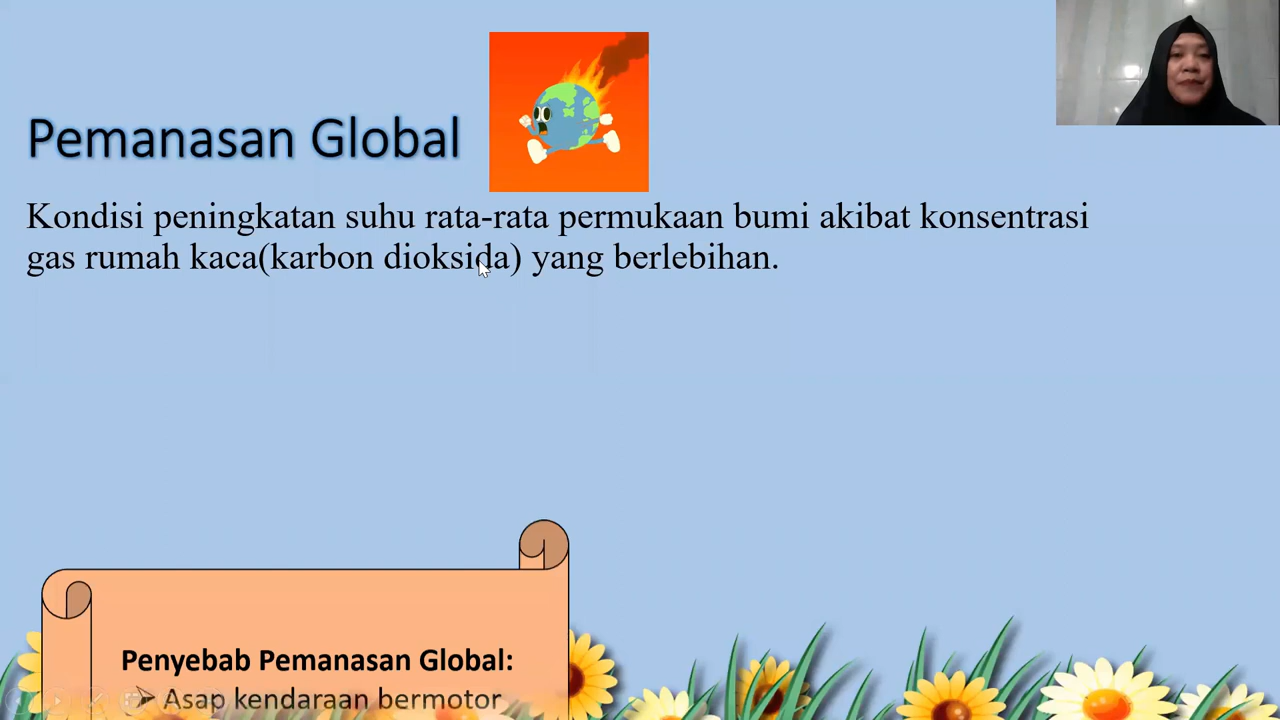 Pemanasan Global
Kondisi peningkatan suhu rata-rata permukaan bumi akibat konsentrasi
gas rumah kaca(karbon dioksida) yang berlebihan.
Penyebab Pemanasan Global:
➢ Asap kendaraan bermotor